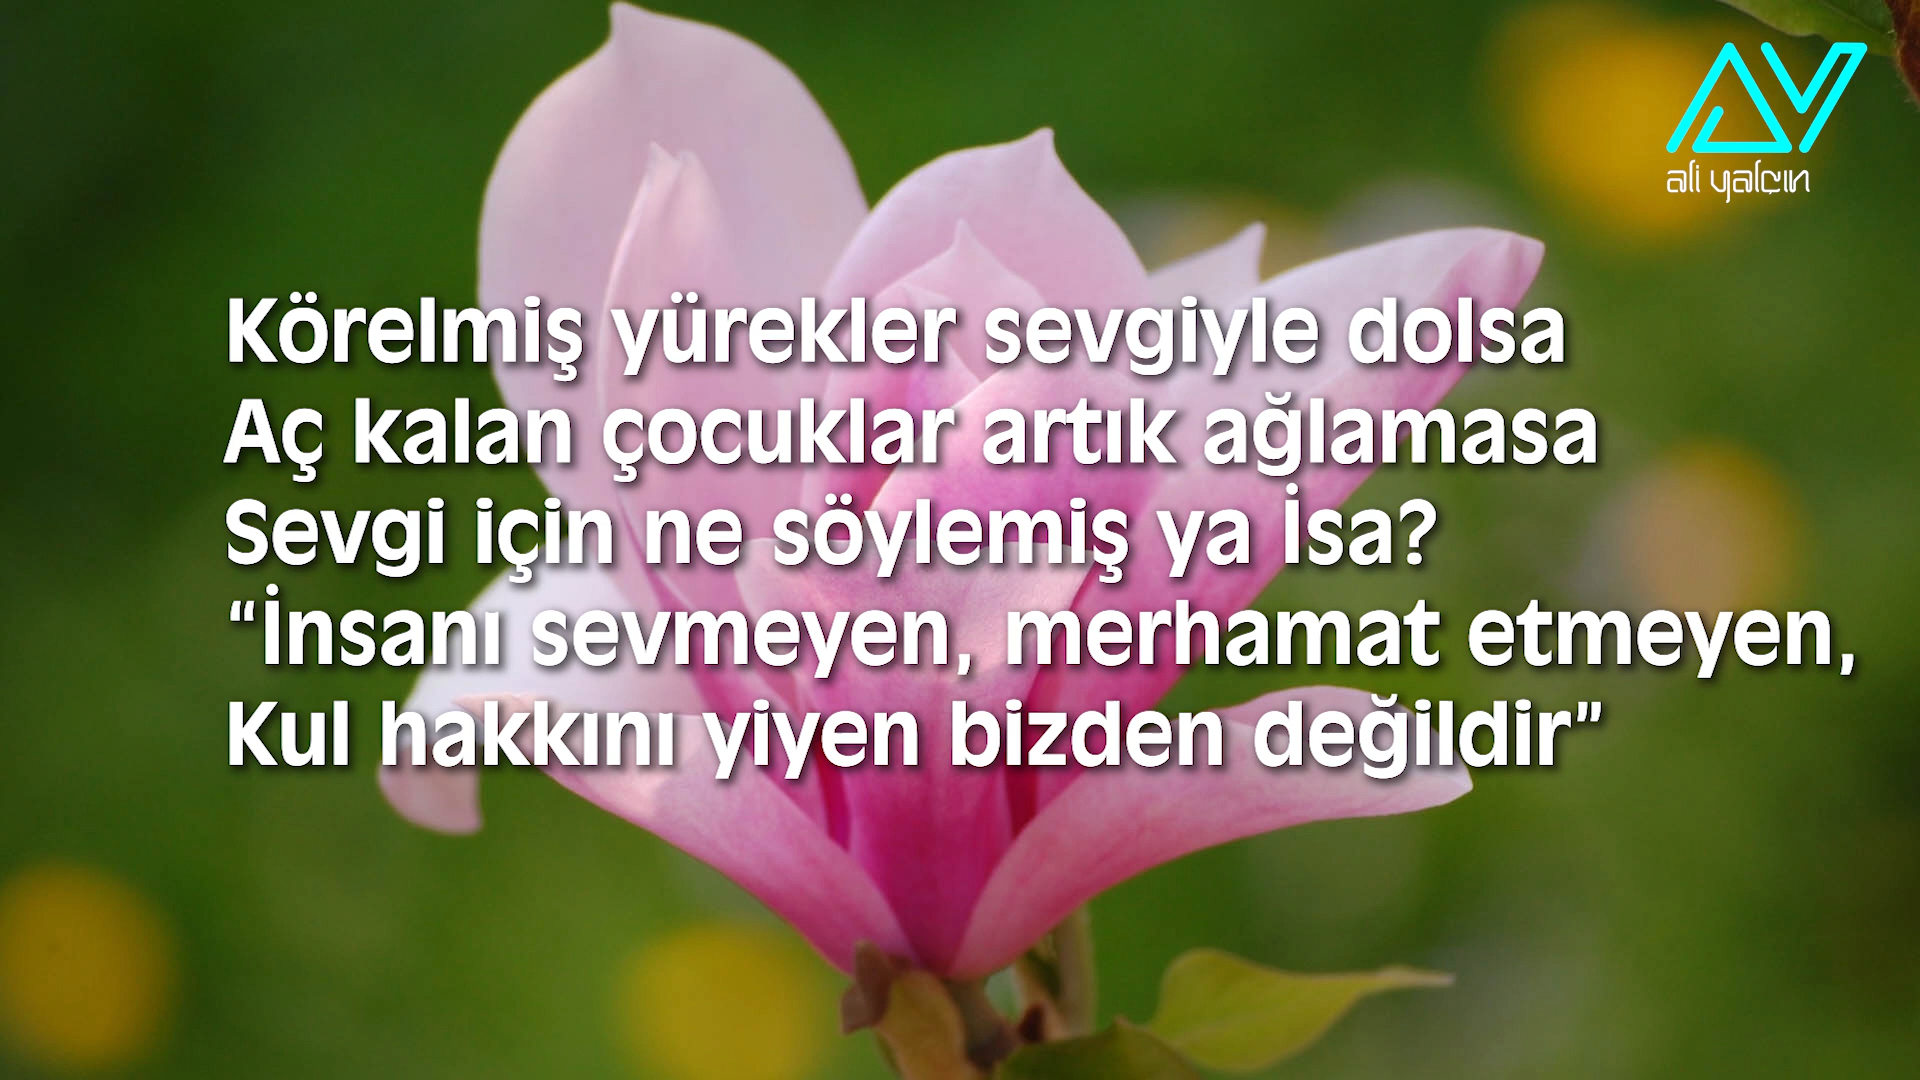 ali yalçın
Körelmiş yürekler sevgiyle dolsa
Aç kalan çocuklar artık ağlamasa
Sevgi için ne söylemiş ya İsa?
“İnsanı sevmeyen, merhamat etmeyen,
Kul hakkını yiyen bizden değildir”